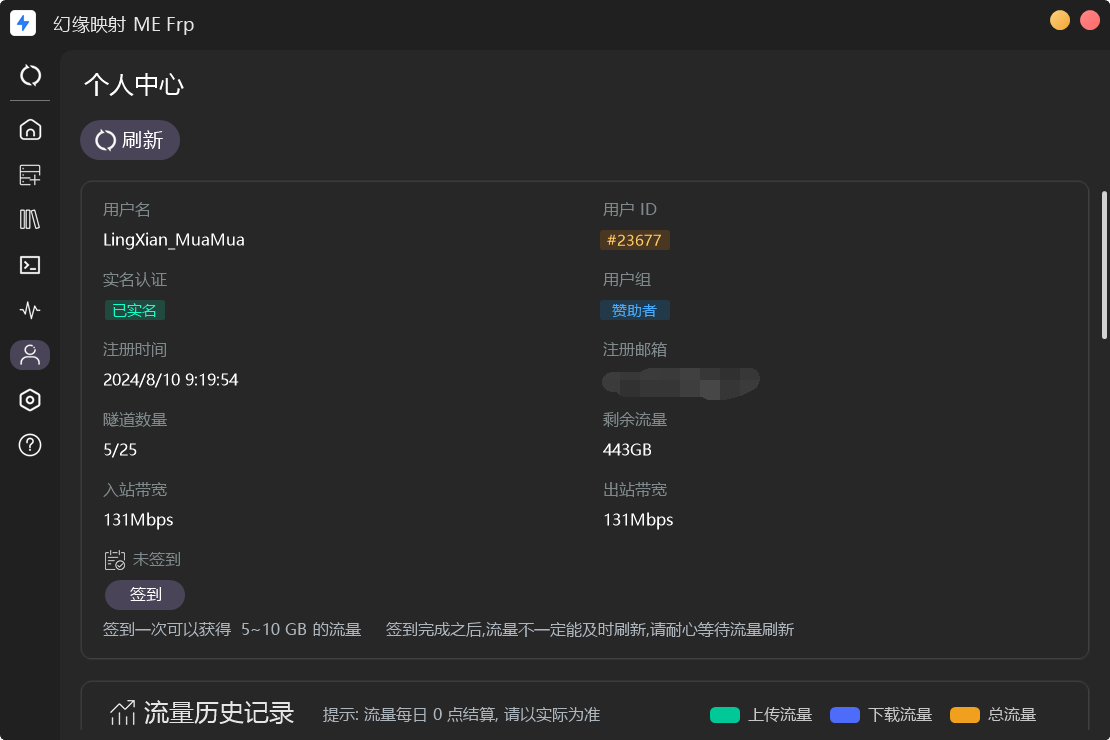 幻缘映射 ME Frp
个人中心
刷新
用户名
用户 ID
LingXian_MuaMua
#23677
实名认证
用户组
已实名
赞助者
注册时间
注册邮箱
2024/8/10 9:19:54
隧道数量
剩余流量
5/25
443GB
入站带宽
出站带宽
131Mbps
131Mbps
未签到
签到
签到一次可以获得 5~10 GB 的流量 签到完成之后,流量不一定能及时刷新,请耐心等待流量刷新
流量历史记录 提示: 流量每日 0 点结算, 请以实际为准 上传流量 下载流量 总流量